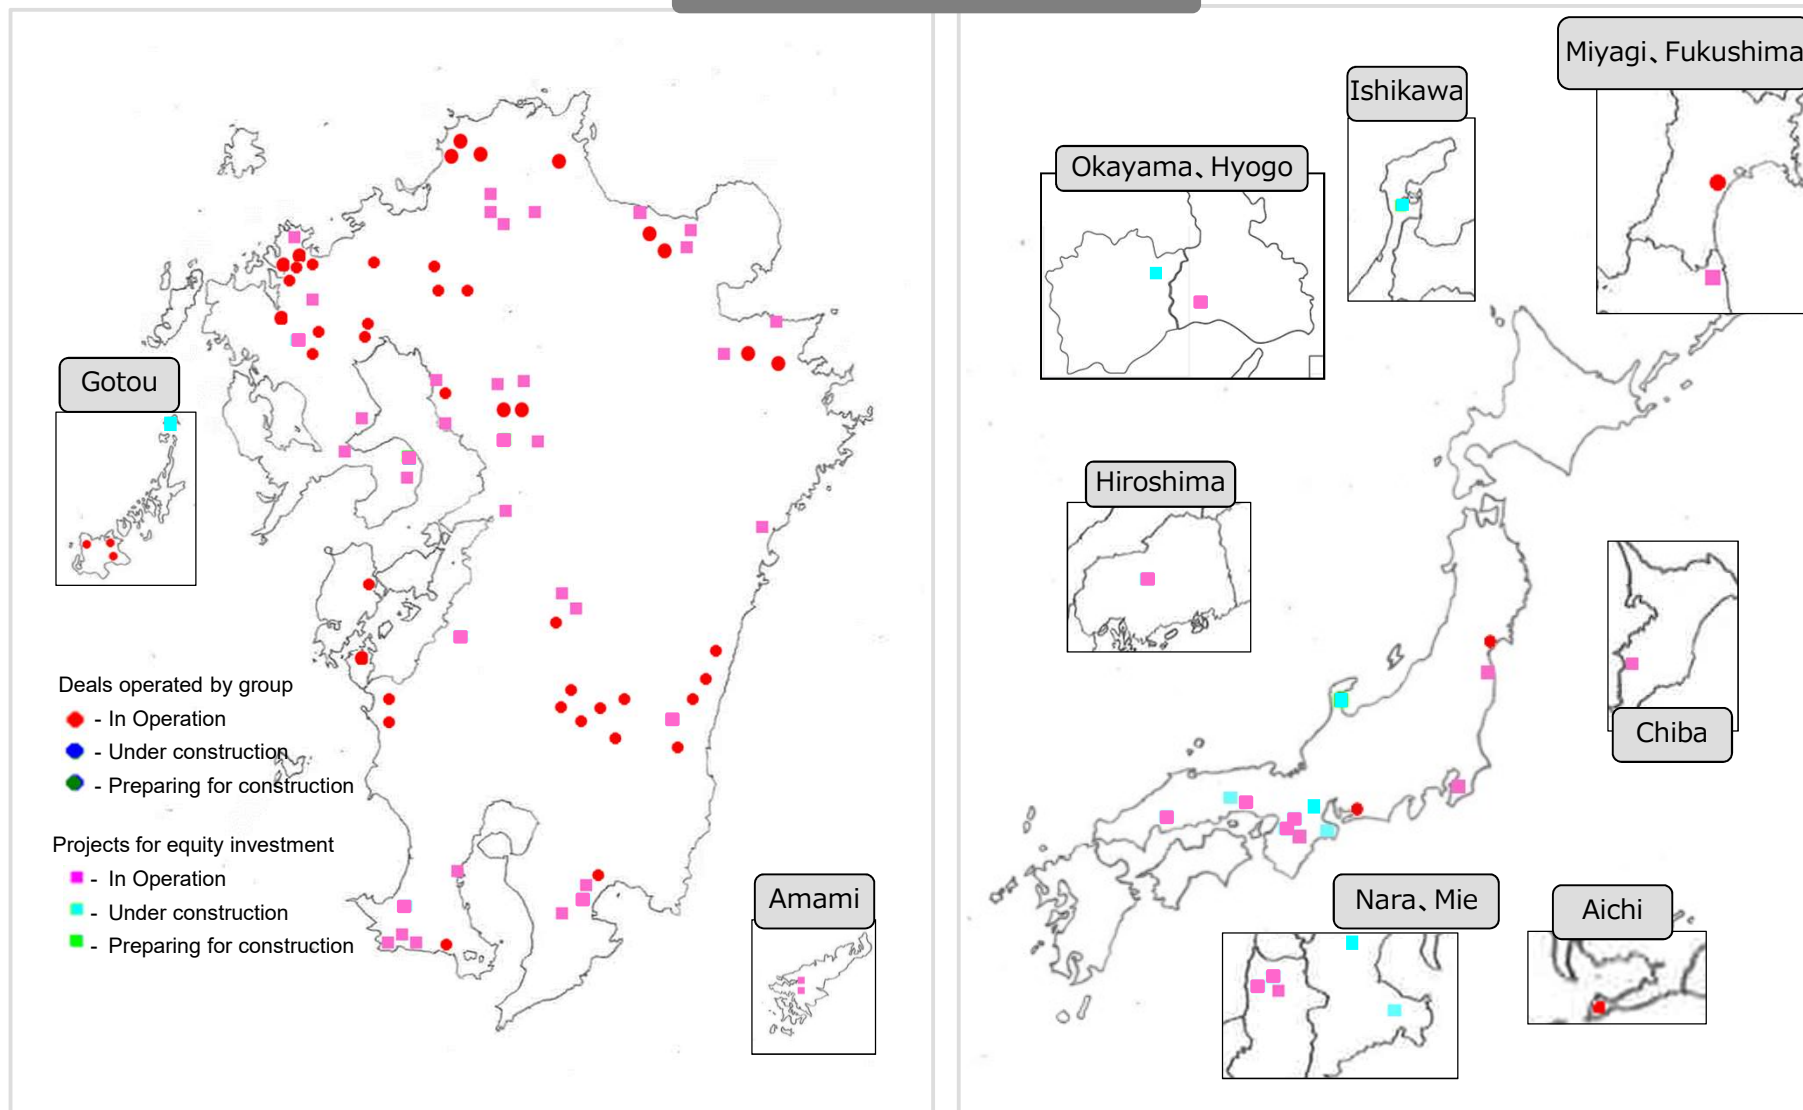 Miyagi、Fukushima
Ishikawa
Okayama、Hyogo
Gotou
Hiroshima
Deals operated by group
- In Operation
- Under construction
- Preparing for construction
Projects for equity investment
- In Operation
- Under construction
- Preparing for construction
Chiba
Amami
Nara、Mie
Aichi